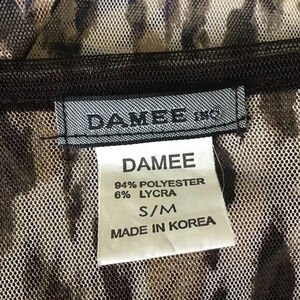 DAMEE INC
DAMEE
94% POLYESTER
6% LYCRA
S/M
MADE IN KOREA